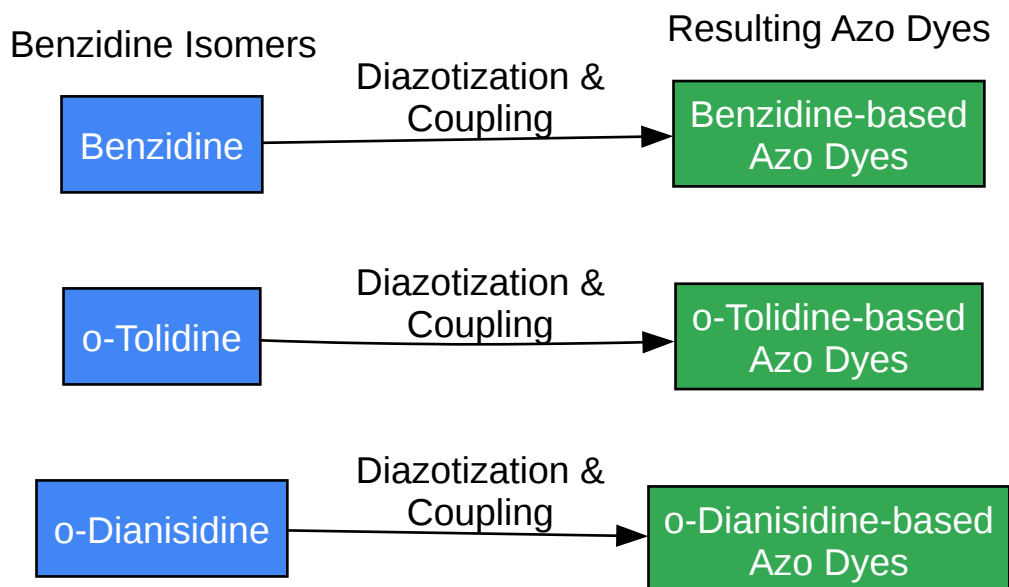 Benzidine Isomers
Resulting Azo Dyes
Benzidine
Diazotization &
Coupling
Benzidine-based
Azo Dyes
o-Tolidine
Diazotization &
Coupling
o-Tolidine-based
Azo Dyes
o-Dianisidine
Diazotization &
Coupling
o-Dianisidine-based
Azo Dyes